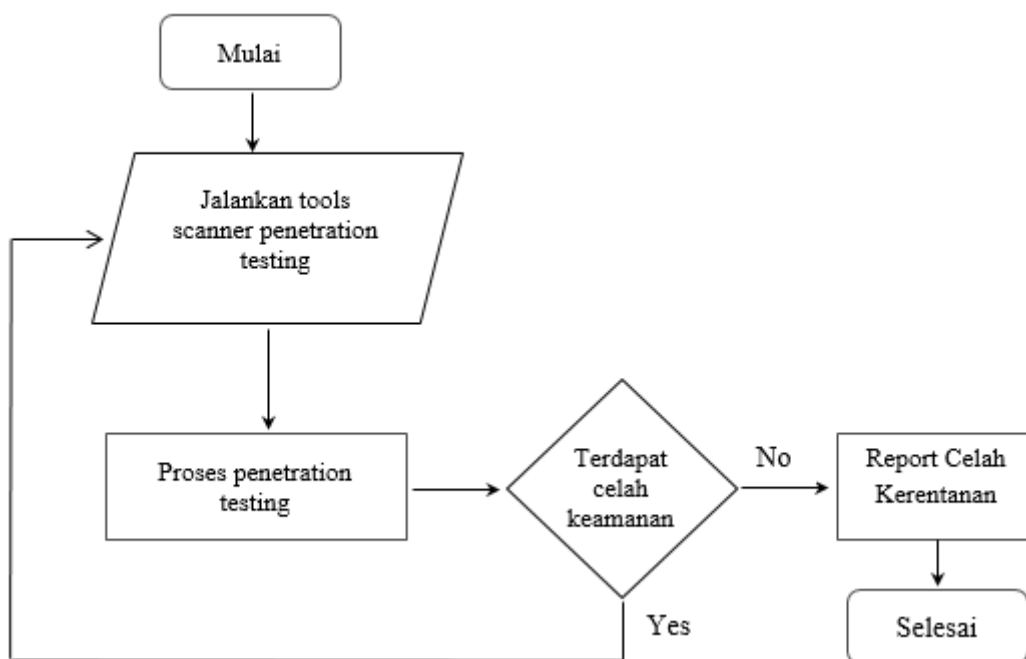 Mulai
Jalankan tools
scanner penetration
testing
Proses penetration
testing
Terdapat
celah
keamanan
No
Report Celah
Kerentanan
Yes
Selesai